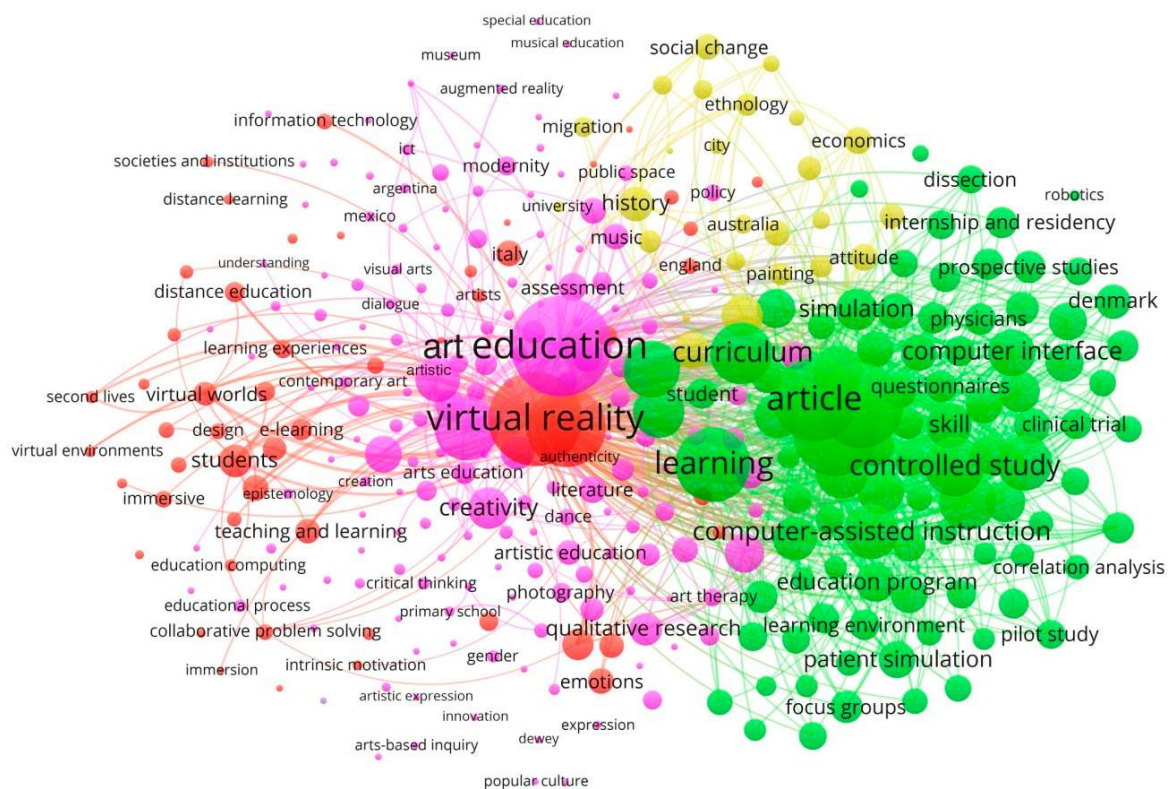 special education
musical education
social change
museum
augmented reality
ethnology
information technology
migration
city
economics
ict
modernity
societies and institutions
public space
dissection
argentina
policy
robotics
distance learning
university
history
mexico
australia
internship and residency
music
italy
attitude
understanding
visual arts
england
prospective studies
painting
distance education
assessment
artists
dialogue
simulation
denmark
physicians
learning experiences
art education
curriculum
computer interface
artistic
contemporary art
second lives
virtual worlds
student
article
questionnaires
virtual reality
skill
clinical trial
design
e-learning
virtual environments
students
authenticity
learning
controlled study
arts education
creation
immersive
epistemology
literature
creativity
dance
teaching and learning
computer-assisted instruction
artistic education
education computing
correlation analysis
critical thinking
education program
photography
art therapy
educational process
primary school
collaborative problem solving
qualitative research
learning environment
pilot study
gender
patient simulation
immersion
intrinsic motivation
emotions
artistic expression
focus groups
innovation
expression
dewey
arts-based inquiry
popular culture